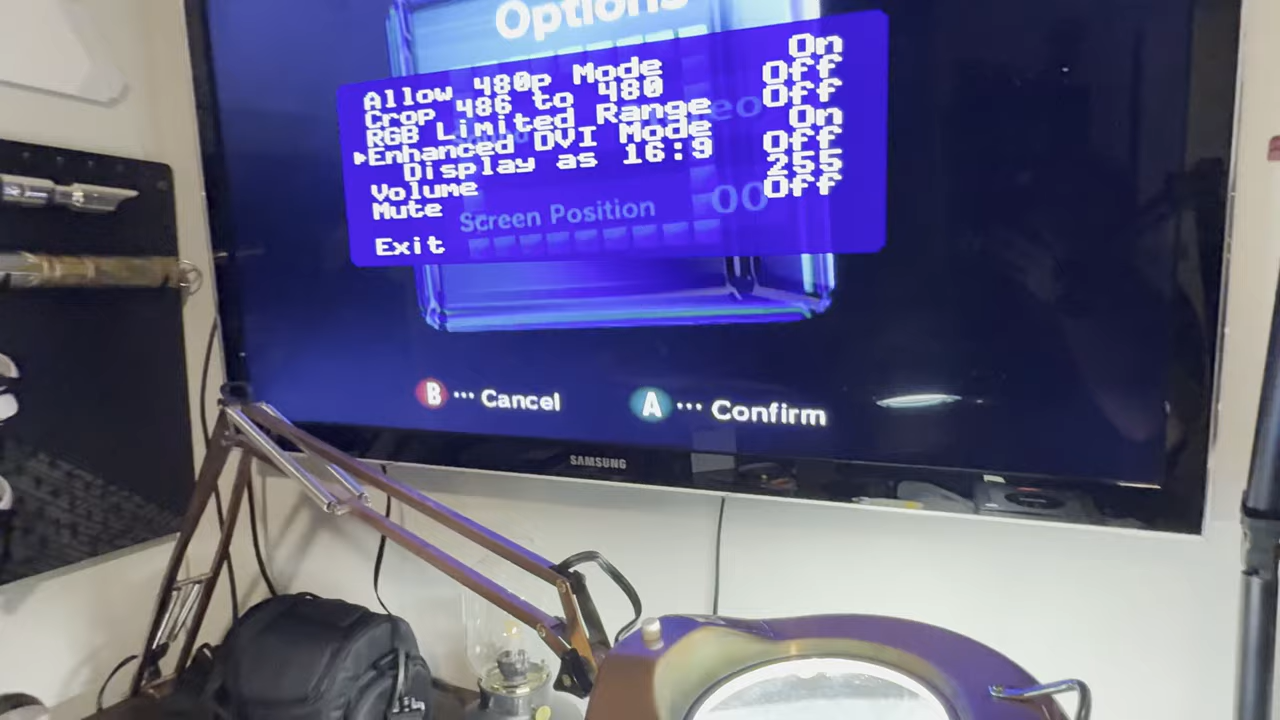 Options
Allow 480p Mode On
Crop 486 to 480 Off
RGB Limited Range Off
Enhanced DVI Mode On
Display as 16:9 Off
Volume 255
Mute Off
Screen Position 00
Exit
B ... Cancel
A ... Confirm
SAMSUNG